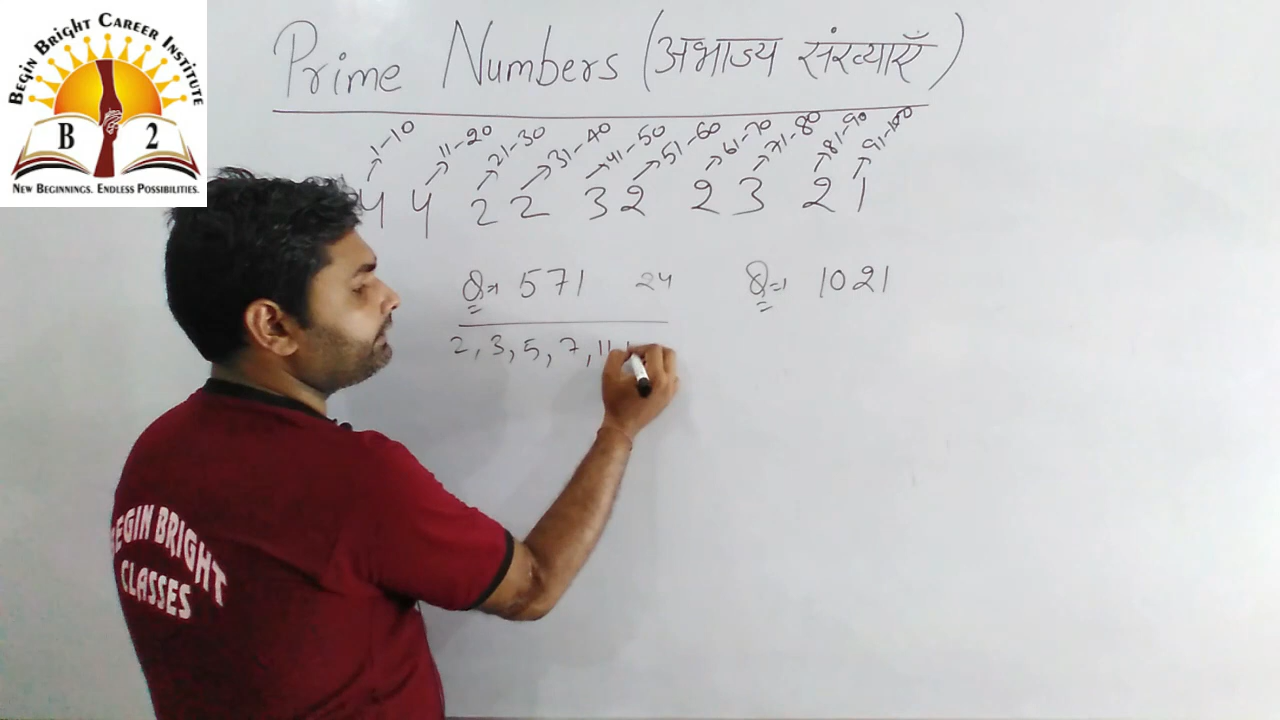 Begin Bright Career Institute
B 2
New Beginnings. Endless Possibilities.
Prime Numbers (अभाज्य संख्याएँ)
1-10 11-20 21-30 31-40 41-50 51-60 61-70 71-80 81-90 91-100
4 4 2 2 3 2 2 3 2 1
Q→ 571 24 Q→ 1021
2, 3, 5, 7, 11
BEGIN BRIGHT
CLASSES